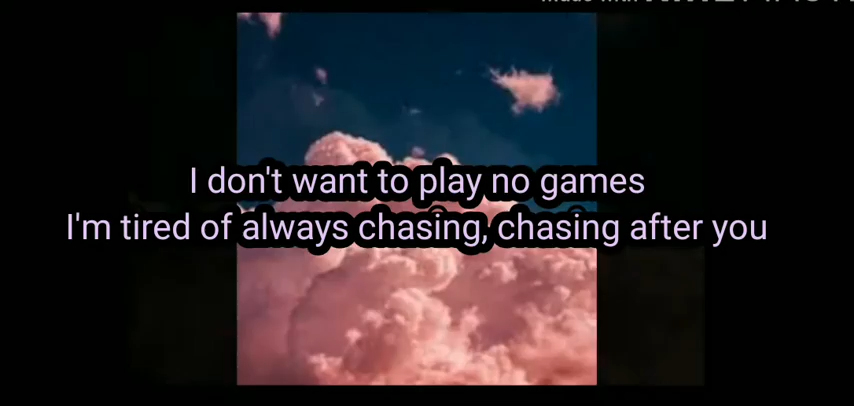 I don't want to play no games
I'm tired of always chasing, chasing after you